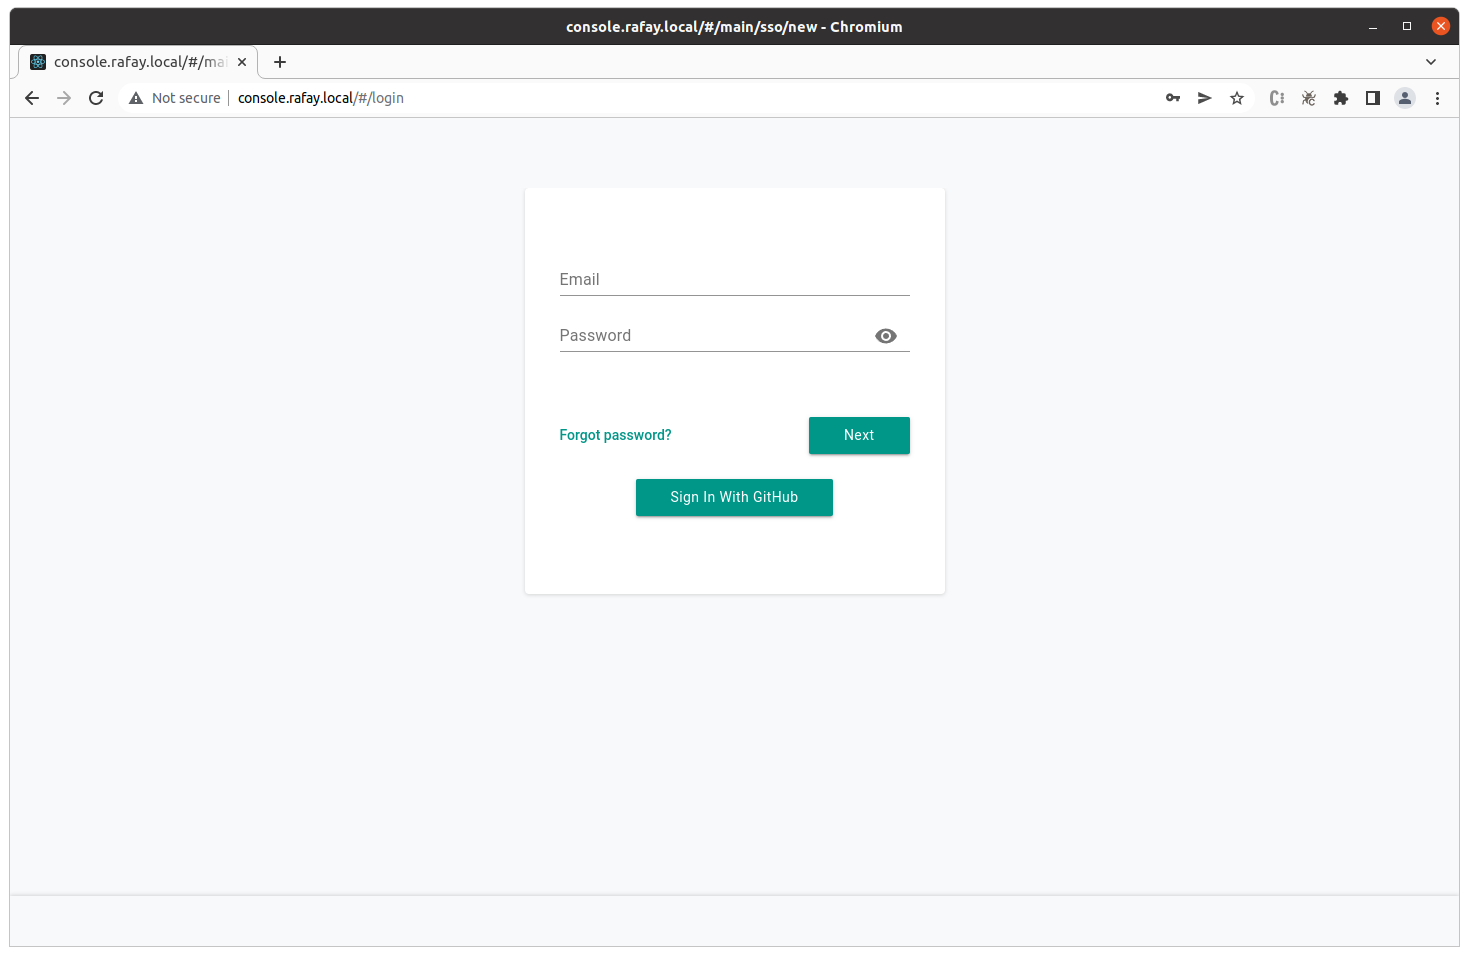 console.rafay.local/#/main/sso/new - Chromium
console.rafay.local/#/mai
Not secure
console.rafay.local/#/login
Email
Password
Forgot password?
Next
Sign In With GitHub